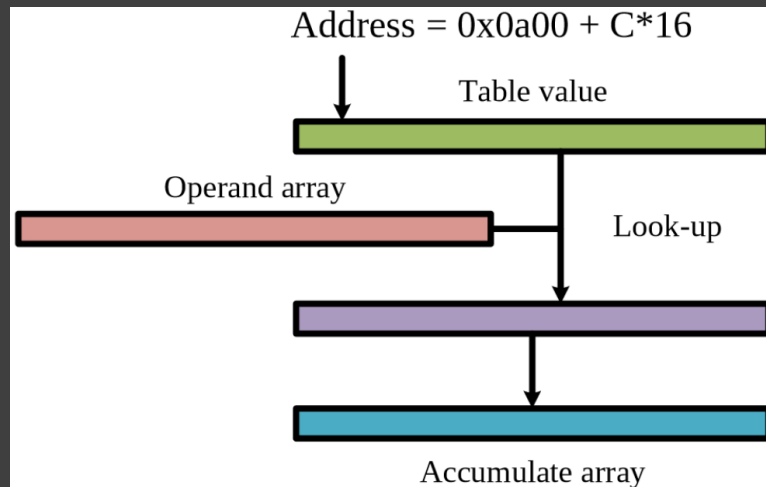 Address = 0x0a00 + C*16
Table value
Operand array
Look-up
Accumulate array